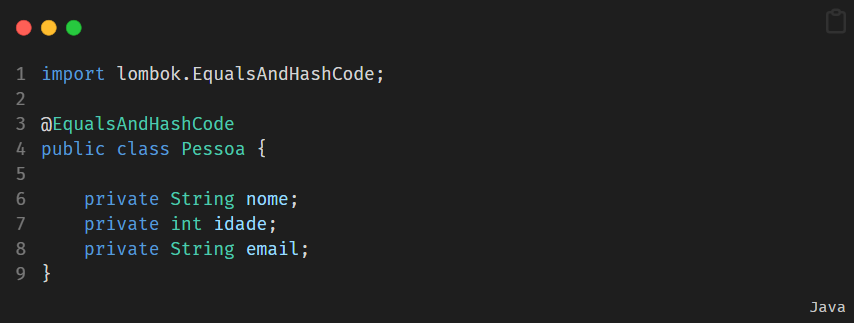 1 import lombok.EqualsAndHashCode;
2
3 @EqualsAndHashCode
4 public class Pessoa {
5
6     private String nome;
7     private int idade;
8     private String email;
9 }
Java